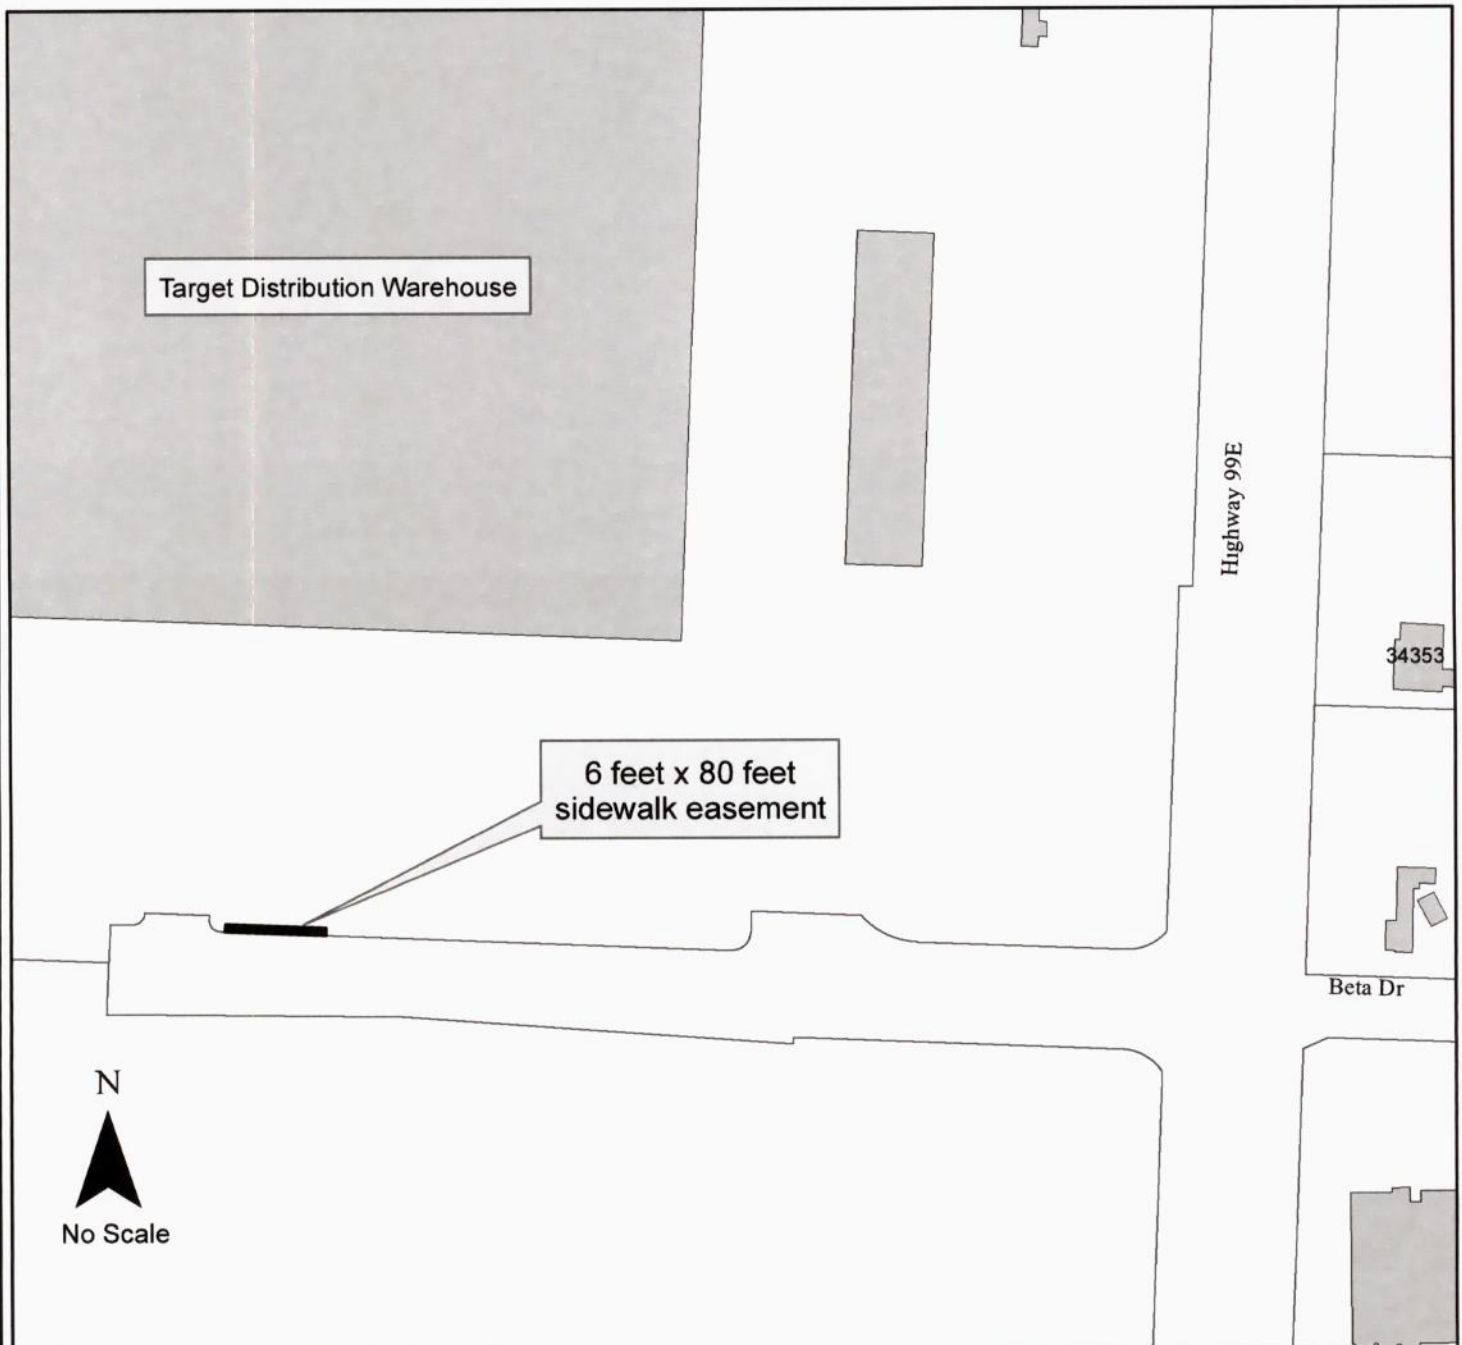 Target Distribution Warehouse
Highway 99E
34353
6 feet x 80 feet
sidewalk easement
Beta Dr
N
No Scale